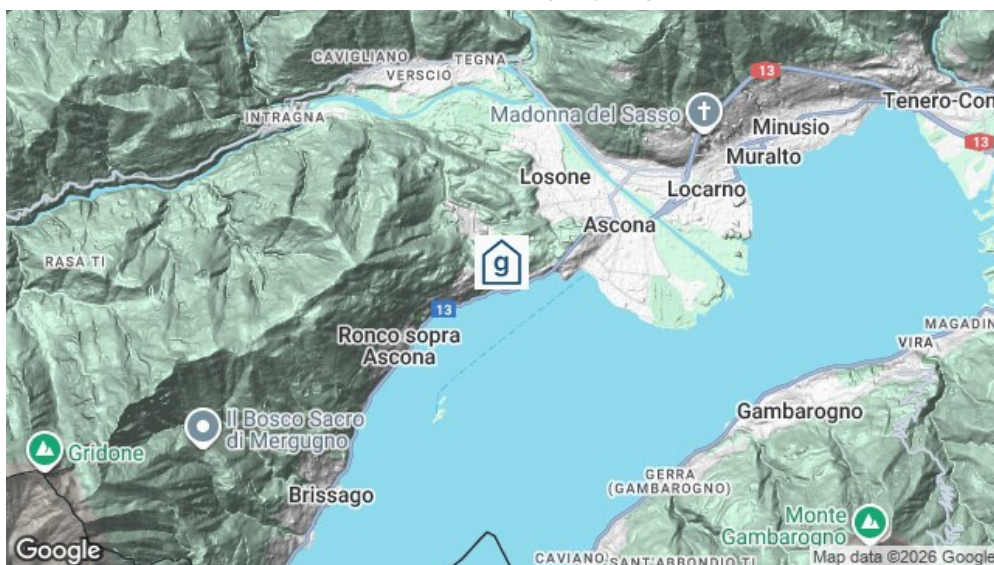 CAVIGLIANO
TEGNA
VERSCIO
INTRAGNA
13
Madonna del Sasso
Tenero-Con
Minusio
13
Muralto
Losone
Locarno
Ascona
RASA TI
g
13
Ronco sopra
Ascona
MAGADIN
VIRA
Il Bosco Sacro
di Mergugno
Gambarogno
Gridone
GERRA
(GAMBAROGNO)
Brissago
Monte
Gambarogno
Google
CAVIANO
SANT'ABBONDIO TI
Map data ©2026 Google